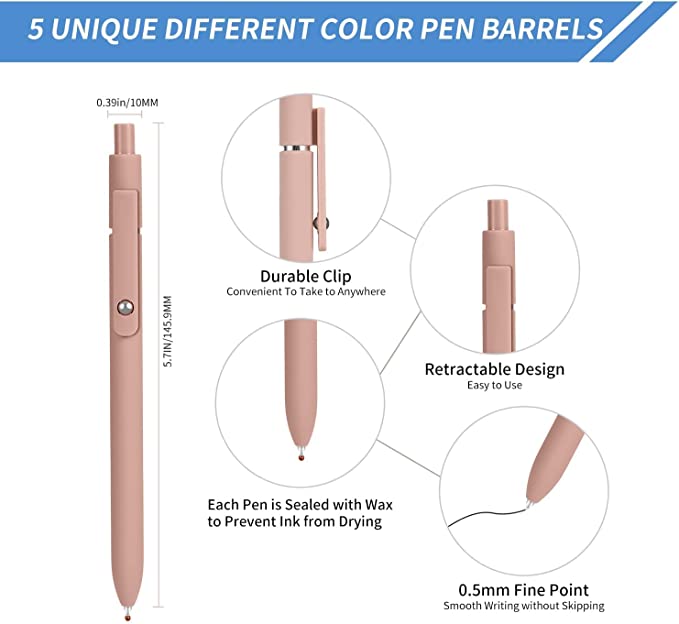 5 UNIQUE DIFFERENT COLOR PEN BARRELS
0.39in/10MM
5.7IN/145.9MM
Durable Clip
Convenient To Take to Anywhere
Retractable Design
Easy to Use
Each Pen is Sealed with Wax
to Prevent Ink from Drying
0.5mm Fine Point
Smooth Writing without Skipping